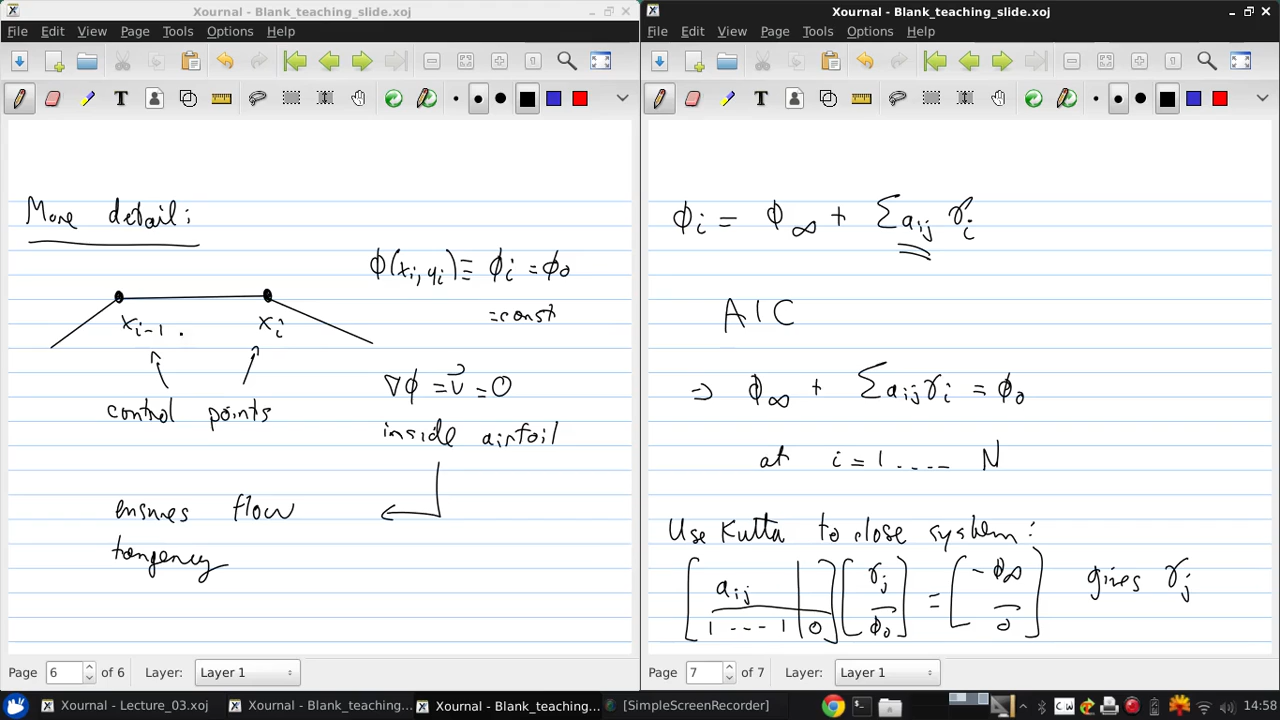 Xournal - Blank_teaching_slide.xoj
File Edit View Page Tools Options Help
More detail:
ϕ(xi, yi) ≡ ϕi = ϕ0
= const
xi-1 xi
control points
∇ϕ = v⃗ = 0
inside airfoil
ensures flow
tangency
Page 6 of 6 Layer: Layer 1
Xournal - Blank_teaching_slide.xoj
File Edit View Page Tools Options Help
ϕi = ϕ∞ + Σaij γi
AIC
⇒ ϕ∞ + Σaijγi = ϕ0
at i = 1 ..... N
Use Kutta to close system:
[aij | ; 1 --- 1 | 0] [γj ; ϕ0] = [-ϕ∞ ; 0] gives γj
Page 7 of 7 Layer: Layer 1
Xournal - Lecture_03.xoj Xournal - Blank_teaching... Xournal - Blank_teaching... [SimpleScreenRecorder] 14:58